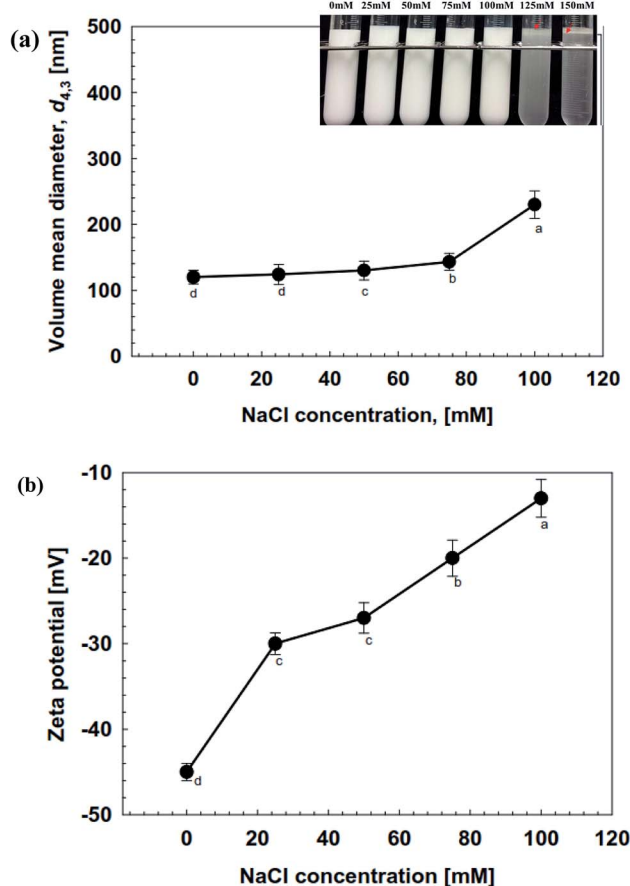 0mM 25mM 50mM 75mM 100mM 125mM 150mM
(a)
Volume mean diameter, d4,3 [nm]
500
400
300
200
100
0
d d c b a
0 20 40 60 80 100 120
NaCl concentration, [mM]
(b)
Zeta potential [mV]
-10
-20
-30
-40
-50
a
b
c c
d
0 20 40 60 80 100 120
NaCl concentration [mM]